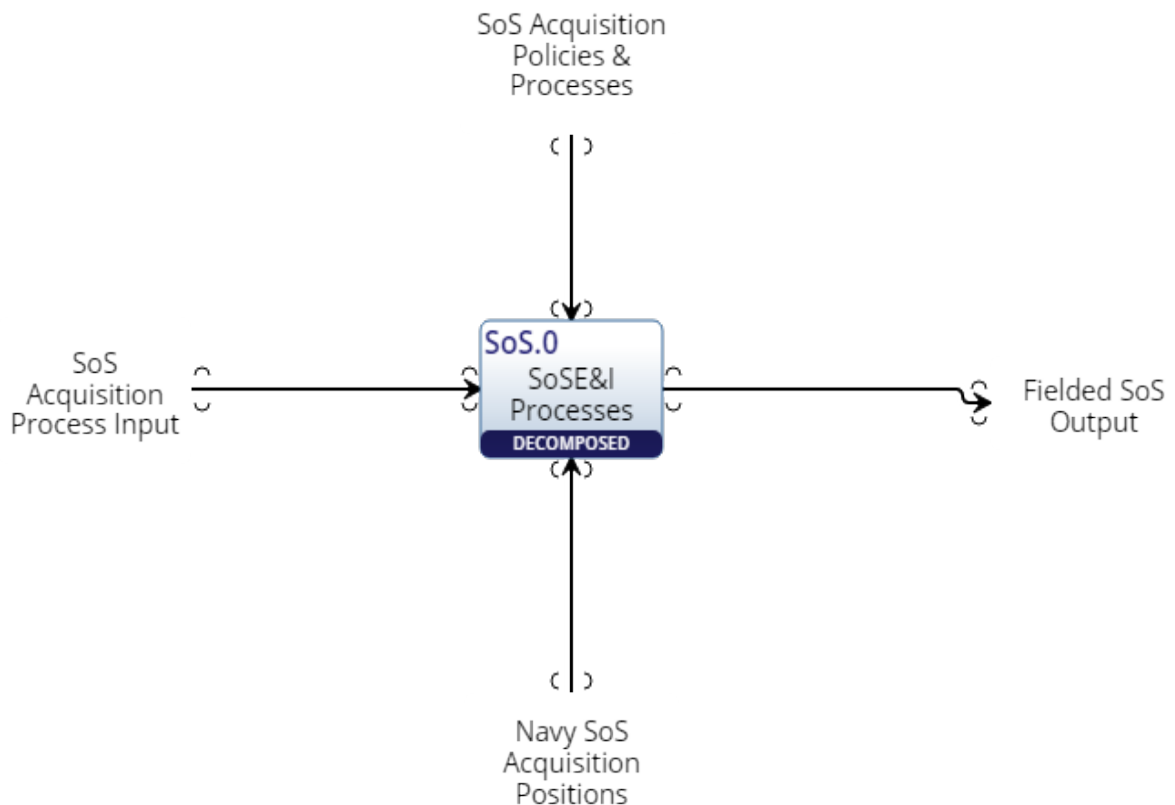 SoS Acquisition
Policies &
Processes
SoS.0
SoSE&I
Processes
DECOMPOSED
SoS
Acquisition
Process Input
Fielded SoS
Output
Navy SoS
Acquisition
Positions